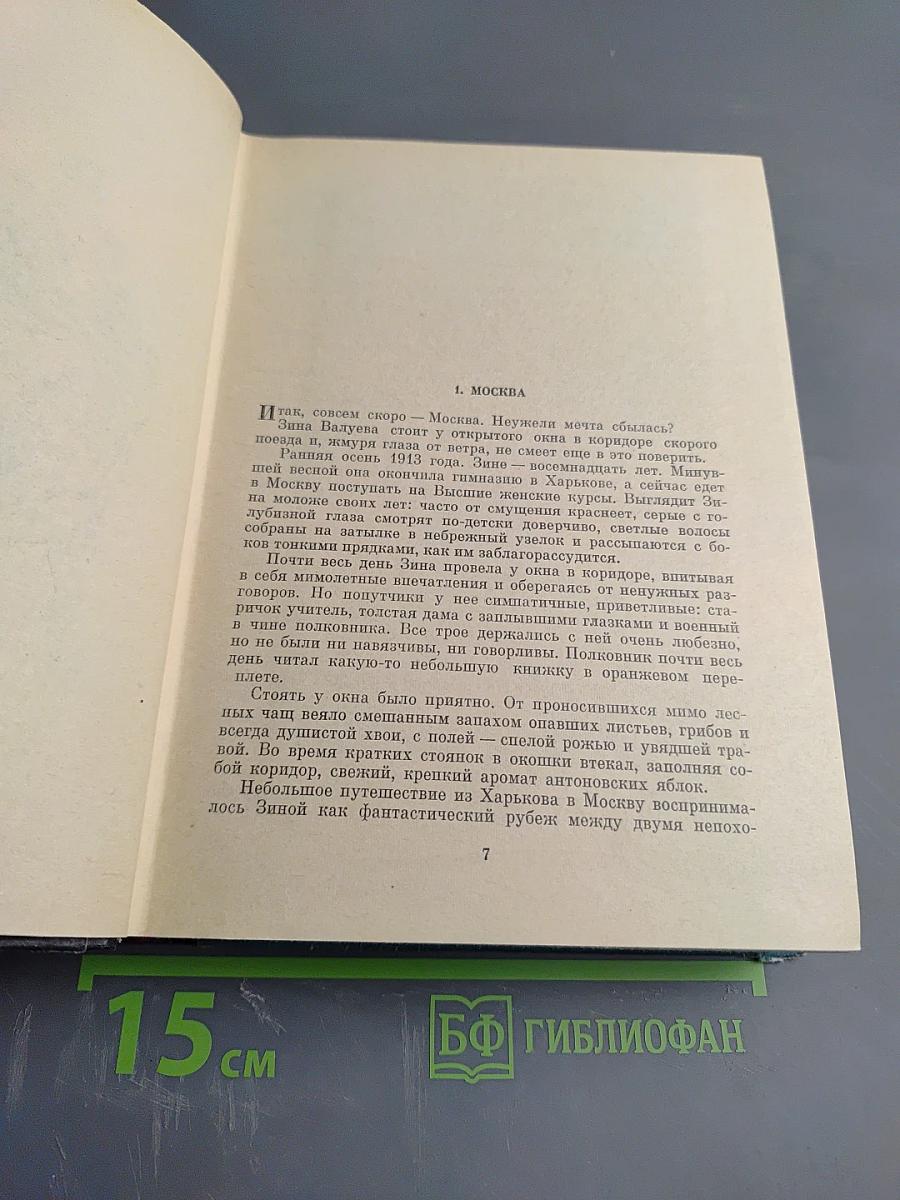 1. МОСКВА
Итак, совсем скоро — Москва. Неужели мечта сбылась?
Зина Валуева стоит у открытого окна в коридоре скорого
поезда и, жмуря глаза от ветра, не смеет еще в это поверить.
Ранняя осень 1913 года. Зине — восемнадцать лет. Минув-
шей весной она окончила гимназию в Харькове, а сейчас едет
в Москву поступать на Высшие женские курсы. Выглядит Зи-
на моложе своих лет: часто от смущения краснеет, серые с го-
лубизной глаза смотрят по-детски доверчиво, светлые волосы
собраны на затылке в небрежный узелок и рассыпаются с бо-
ков тонкими прядками, как им заблагорассудится.
Почти весь день Зина провела у окна в коридоре, впитывая
в себя мимолетные впечатления и оберегаясь от ненужных раз-
говоров. Но попутчики у нее симпатичные, приветливые: ста-
ричок учитель, толстая дама с заплывшими глазками и военный
в чине полковника. Все трое держались с ней очень любезно,
но не были ни навязчивы, ни говорливы. Полковник почти весь
день читал какую-то небольшую книжку в оранжевом пере-
плете.
Стоять у окна было приятно. От проносившихся мимо лес-
ных чащ веяло смешанным запахом опавших листьев, грибов и
всегда душистой хвои, с полей — спелой рожью и увядшей тра-
вой. Во время кратких стоянок в окошки втекал, заполняя со-
бой коридор, свежий, крепкий аромат антоновских яблок.
Небольшое путешествие из Харькова в Москву воспринима-
лось Зиной как фантастический рубеж между двумя непохо-
7
15 см
БФ ГИБЛИОФАН